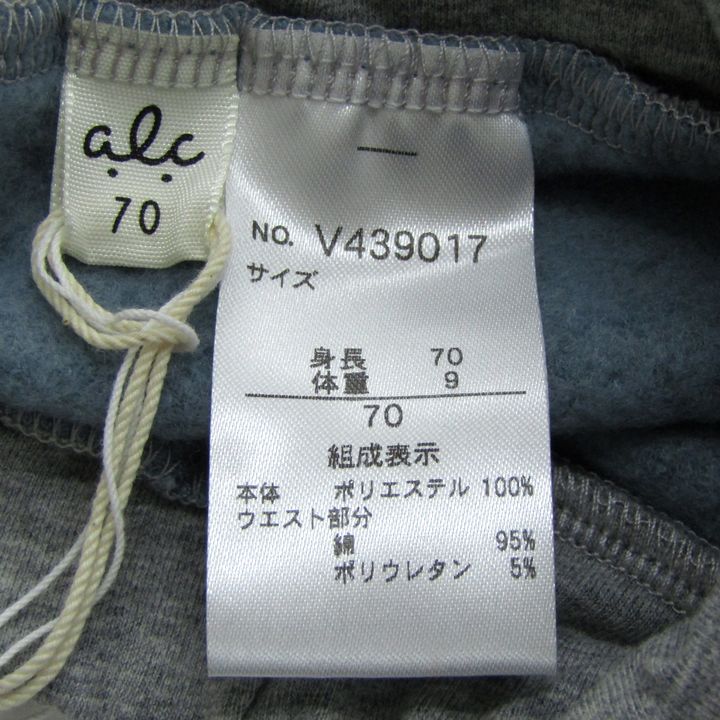 a.l.c
70
NO. V439017
サイズ
身長 70
体重 9
70
組成表示
本体 ポリエステル 100%
ウエスト部分
綿 95%
ポリウレタン 5%